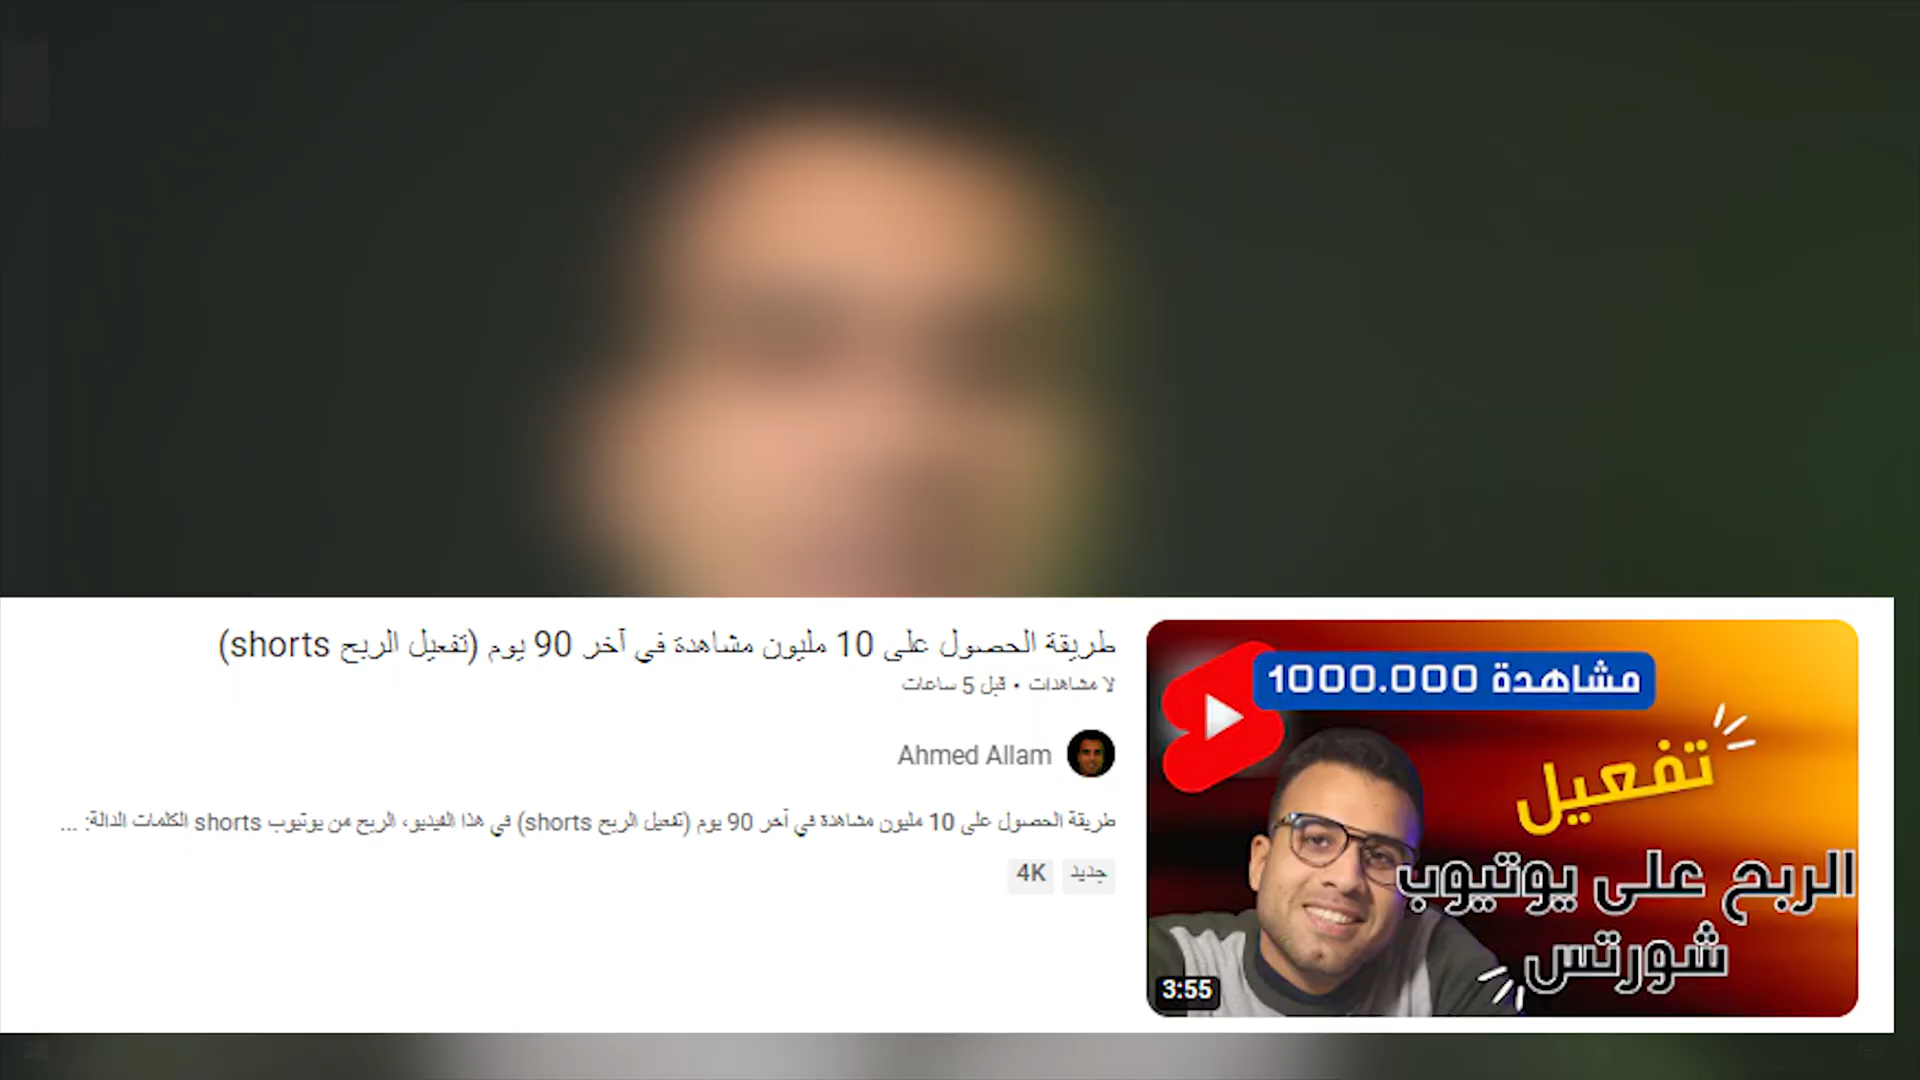 طريقة الحصول على 10 مليون مشاهدة في آخر 90 يوم (تفعيل الربح shorts)
لا مشاهدات • قبل 5 ساعات
Ahmed Allam
طريقة الحصول على 10 مليون مشاهدة في آخر 90 يوم (تفعيل الربح shorts) في هذا الفيديو، الربح من يوتيوب shorts الكلمات الدالة: ...
جديد 4K
مشاهدة 1000.000
تفعيل
الربح على يوتيوب
شورتس
3:55